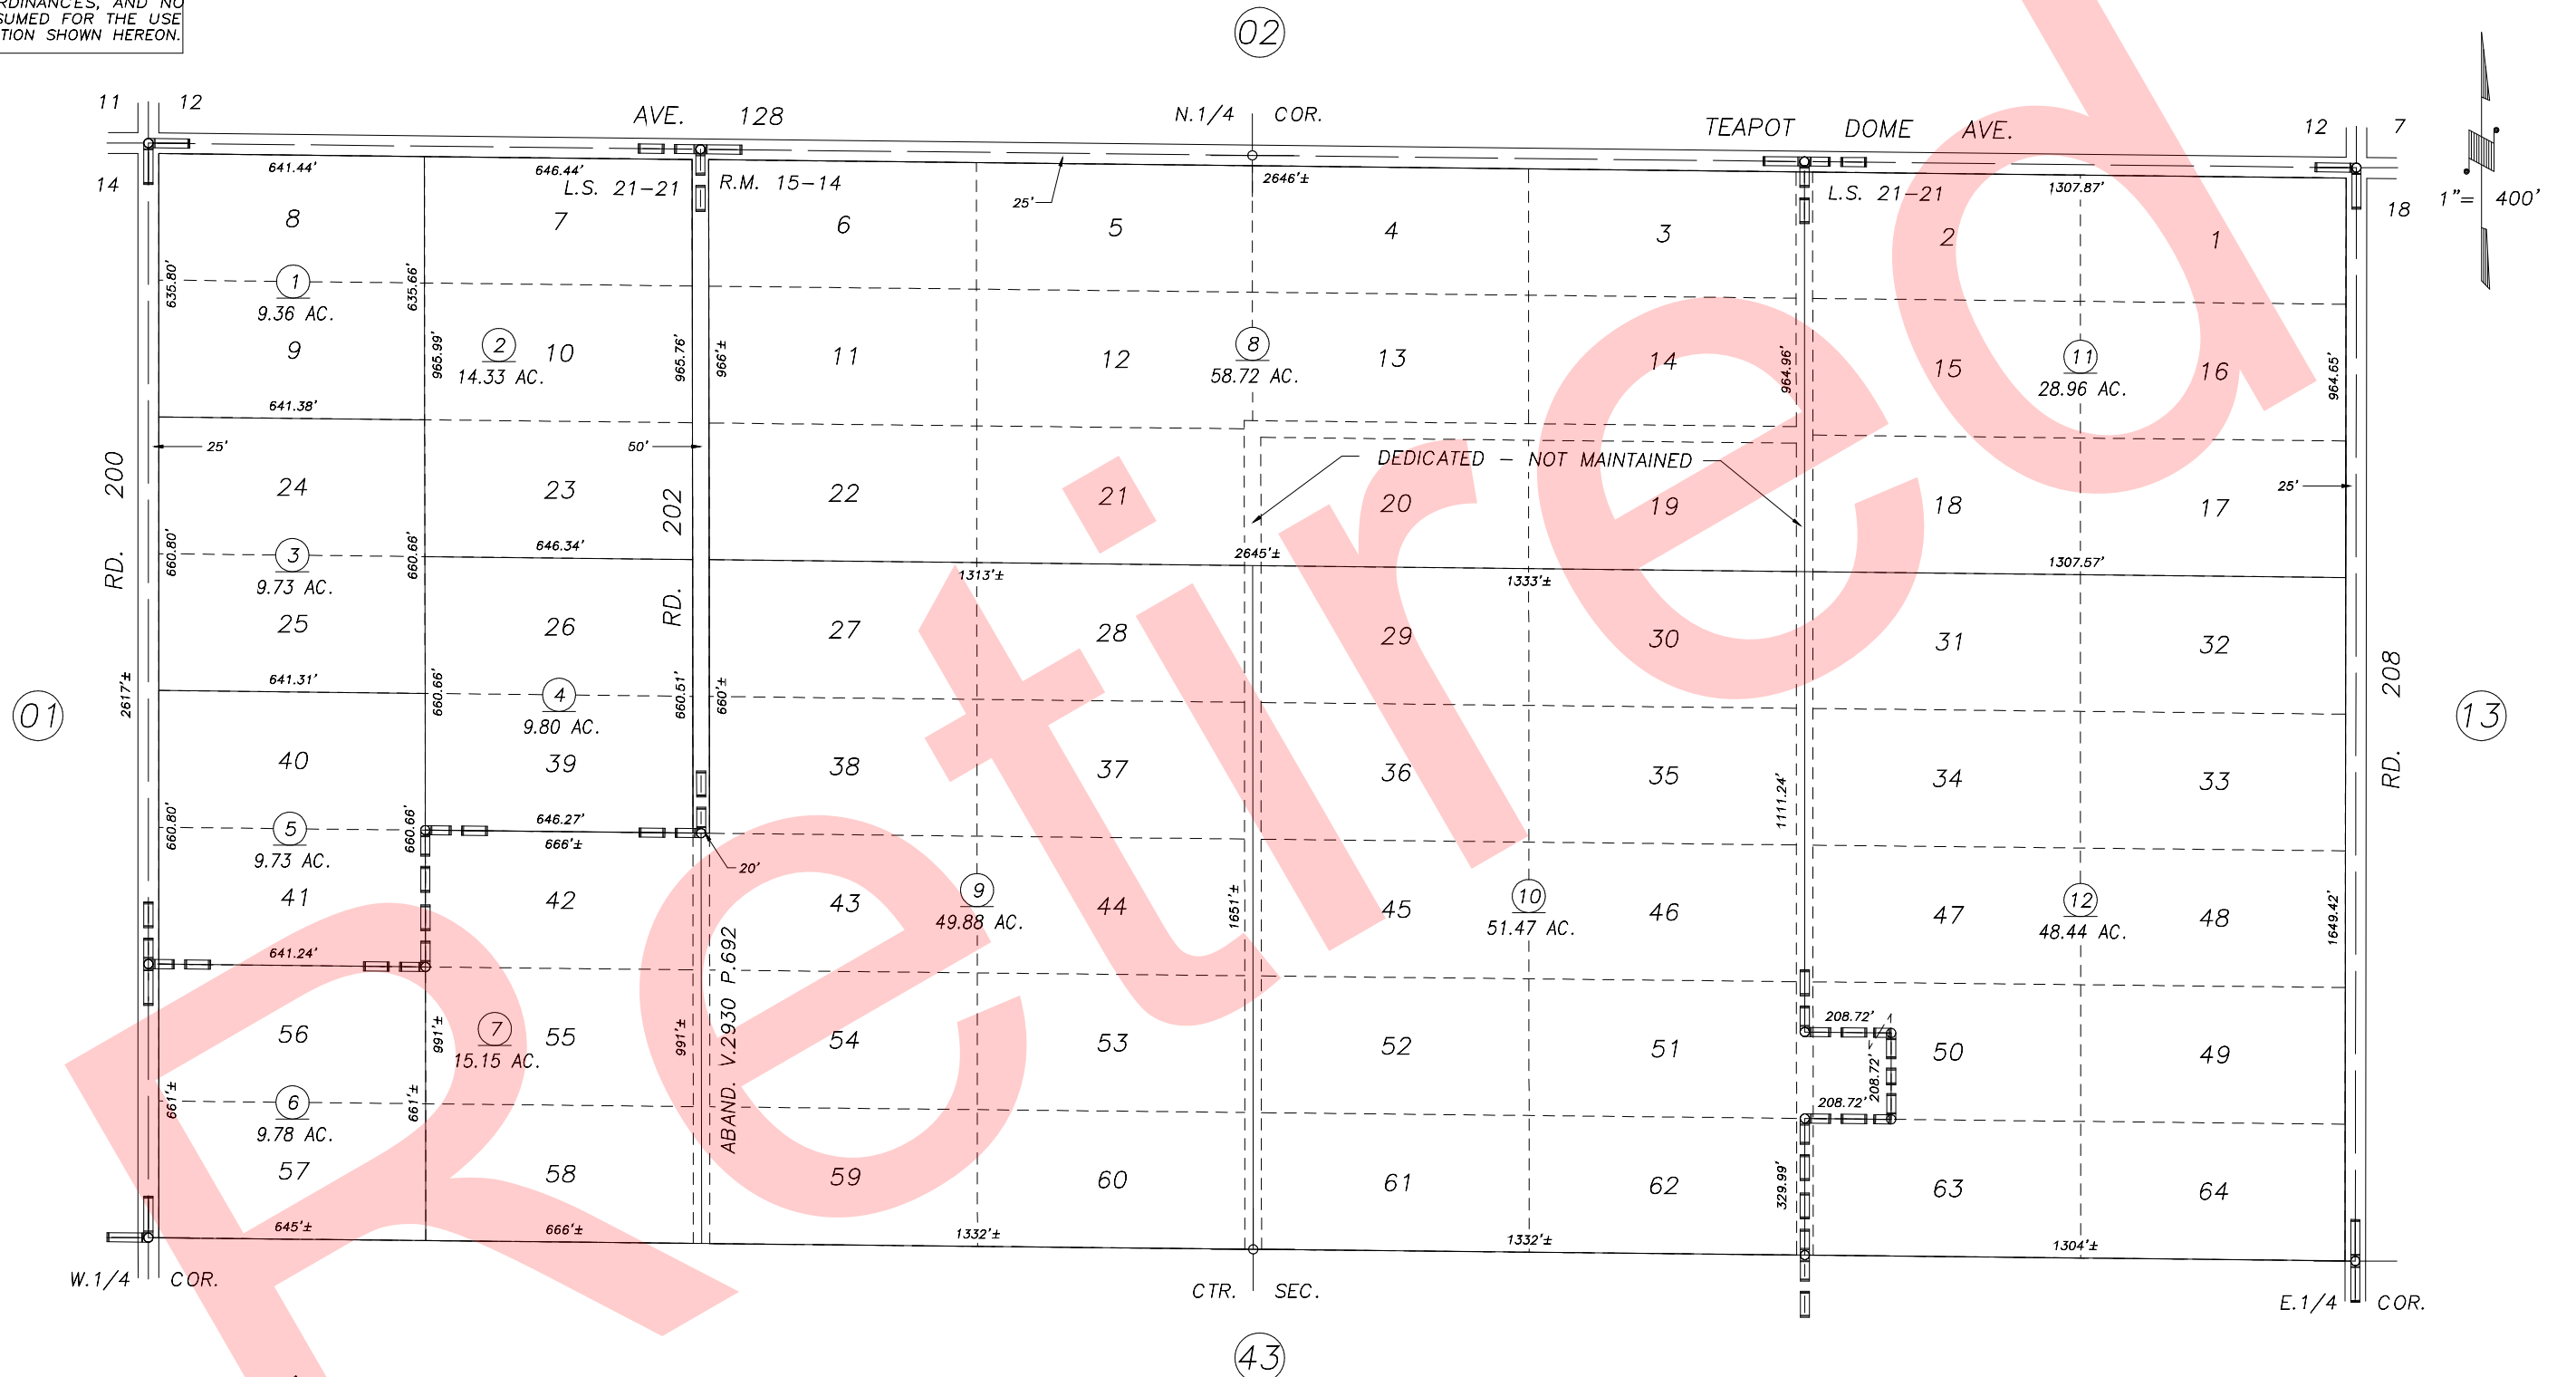 RDINANCES, AND NO
SUMED FOR THE USE
TION SHOWN HEREON.
02
11 12
AVE. 128
N.1/4 COR.
TEAPOT DOME AVE.
12 7
14
18
1"= 400'
641.44'
646.44'
L.S. 21-21
R.M. 15-14
25'
2646'±
L.S. 21-21
1307.87'
8 7 6 5 4 3 2 1
635.80'
635.66'
1
9.36 AC.
965.99'
2
14.33 AC.
965.76'
966'±
8
58.72 AC.
964.96'
11
28.96 AC.
964.65'
9 10 11 12 13 14 15 16
641.38'
25'
50'
DEDICATED - NOT MAINTAINED
25'
RD. 200
RD. 202
24 23 22 21 20 19 18 17
660.80'
3
9.73 AC.
660.66'
646.34'
1313'±
2645'±
1333'±
1307.57'
25 26 27 28 29 30 31 32
641.31'
2617'±
660.66'
4
9.80 AC.
660.51'
660'±
01
13
RD. 208
40 39 38 37 36 35 34 33
660.80'
5
9.73 AC.
660.66'
646.27'
666'±
20'
1111.24'
41 42 43 44 45 46 47 48
9
49.88 AC.
1651'±
10
51.47 AC.
12
48.44 AC.
1649.42'
641.24'
ABAND. V.2930 P.692
56 55 54 53 52 51 50 49
991'±
7
15.15 AC.
991'±
208.72'
208.72'
208.72'
661'±
6
9.78 AC.
661'±
57 58 59 60 61 62 63 64
329.99'
645'±
666'±
1332'±
1332'±
1304'±
W.1/4 COR.
CTR. SEC.
E.1/4 COR.
43
Retired